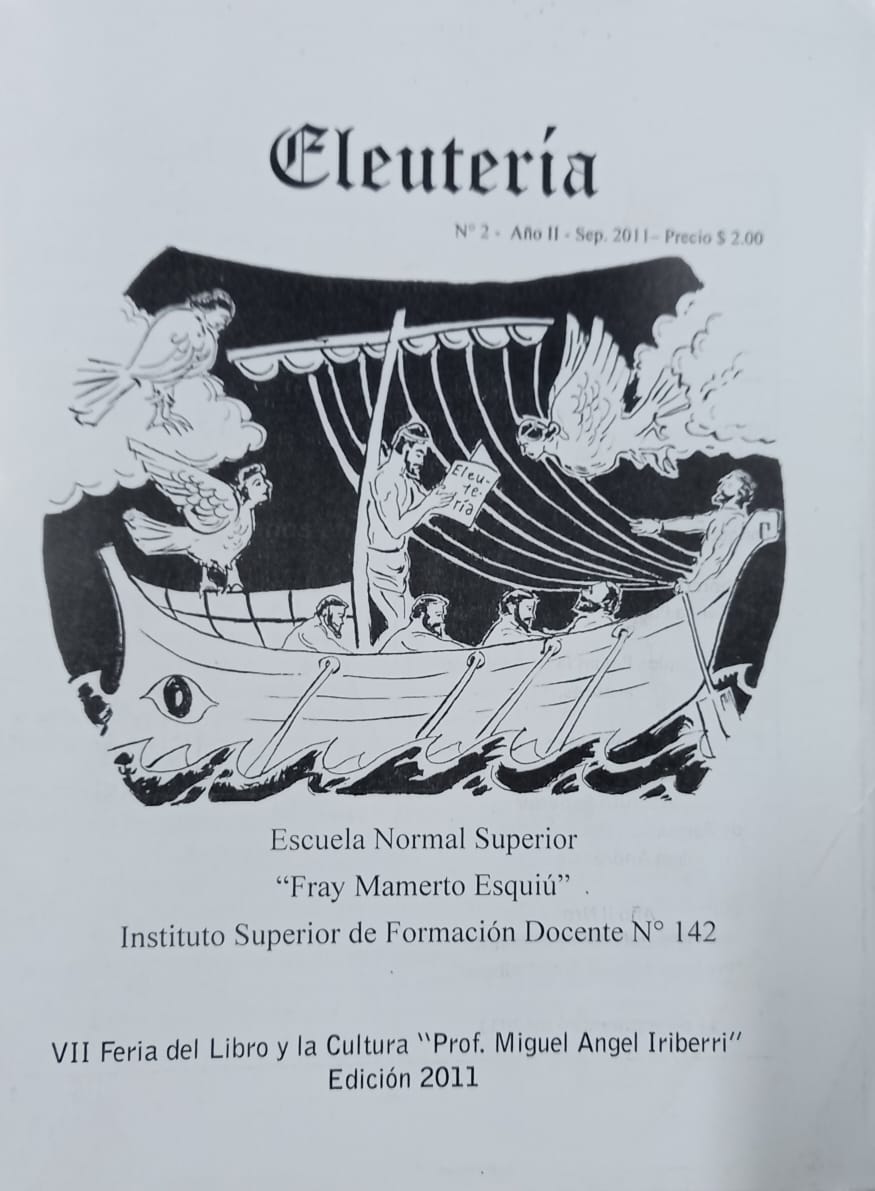 Eleutería
N° 2 - Año II - Sep. 2011- Precio $ 2.00
Eleu-
te-
ría
Escuela Normal Superior
“Fray Mamerto Esquiú” .
Instituto Superior de Formación Docente N° 142
VII Feria del Libro y la Cultura "Prof. Miguel Angel Iriberri"
Edición 2011